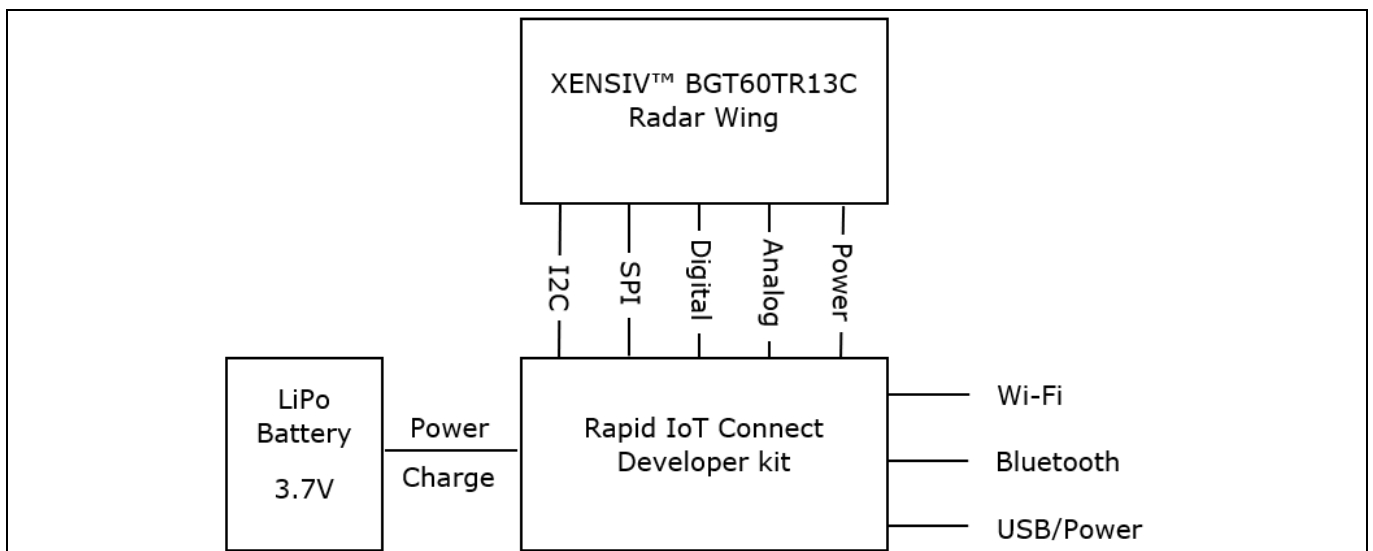 XENSIV™ BGT60TR13C
Radar Wing
I2C
SPI
Digital
Analog
Power
LiPo
Battery
3.7V
Power
Charge
Rapid IoT Connect
Developer kit
Wi-Fi
Bluetooth
USB/Power